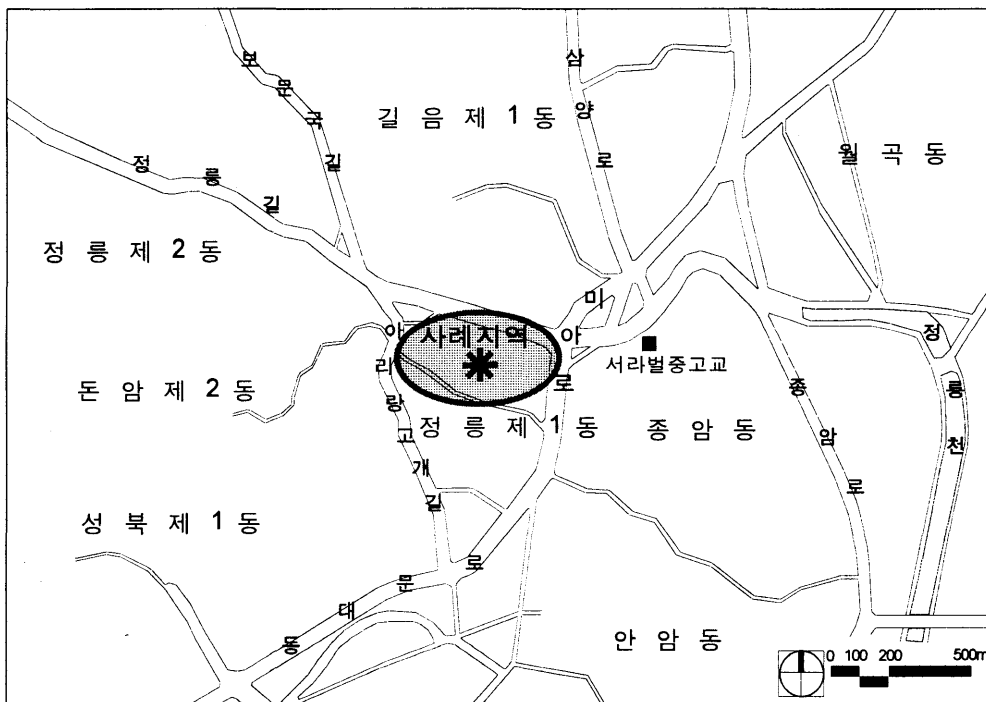 보문국길
삼양로
길음제1동
월곡동
정릉길
정릉제2동
미아로
아리랑고개길
사례지역
서라벌중고교
정릉천
돈암제2동
정릉제1동
종암동
종암로
성북제1동
동대문로
안암동
0 100 200 500m